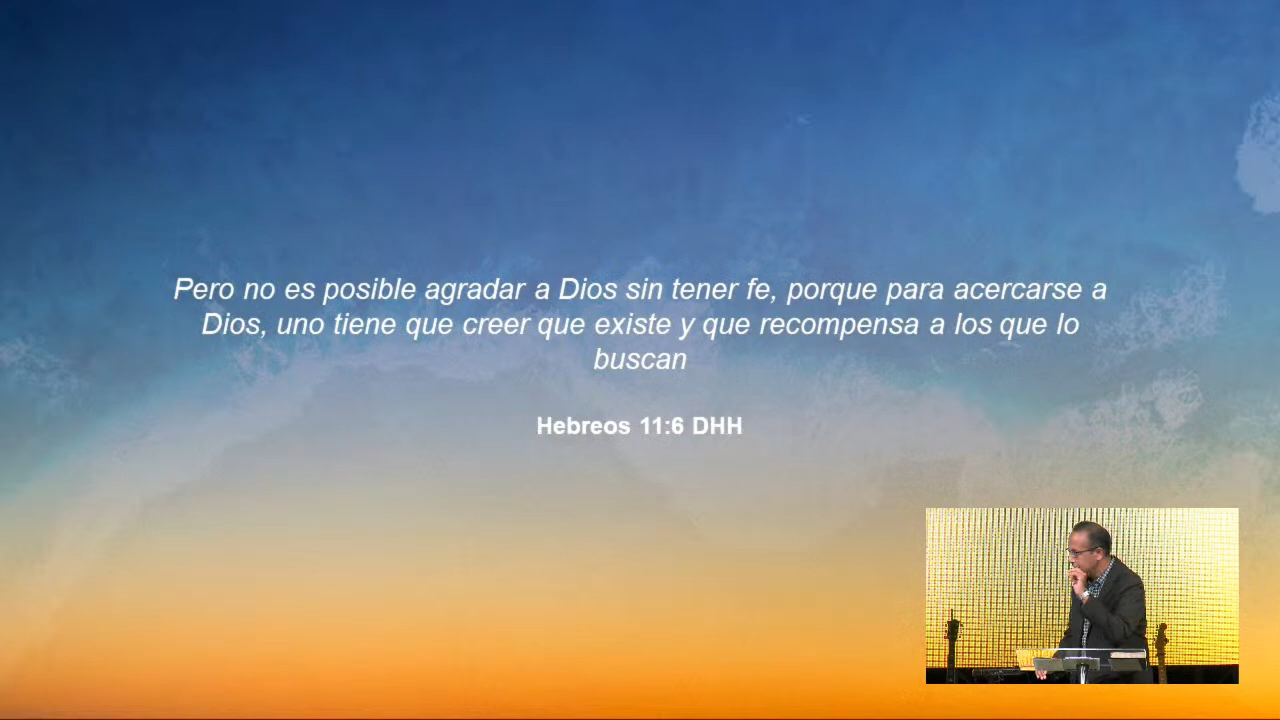 Pero no es posible agradar a Dios sin tener fe, porque para acercarse a
Dios, uno tiene que creer que existe y que recompensa a los que lo
buscan
Hebreos 11:6 DHH